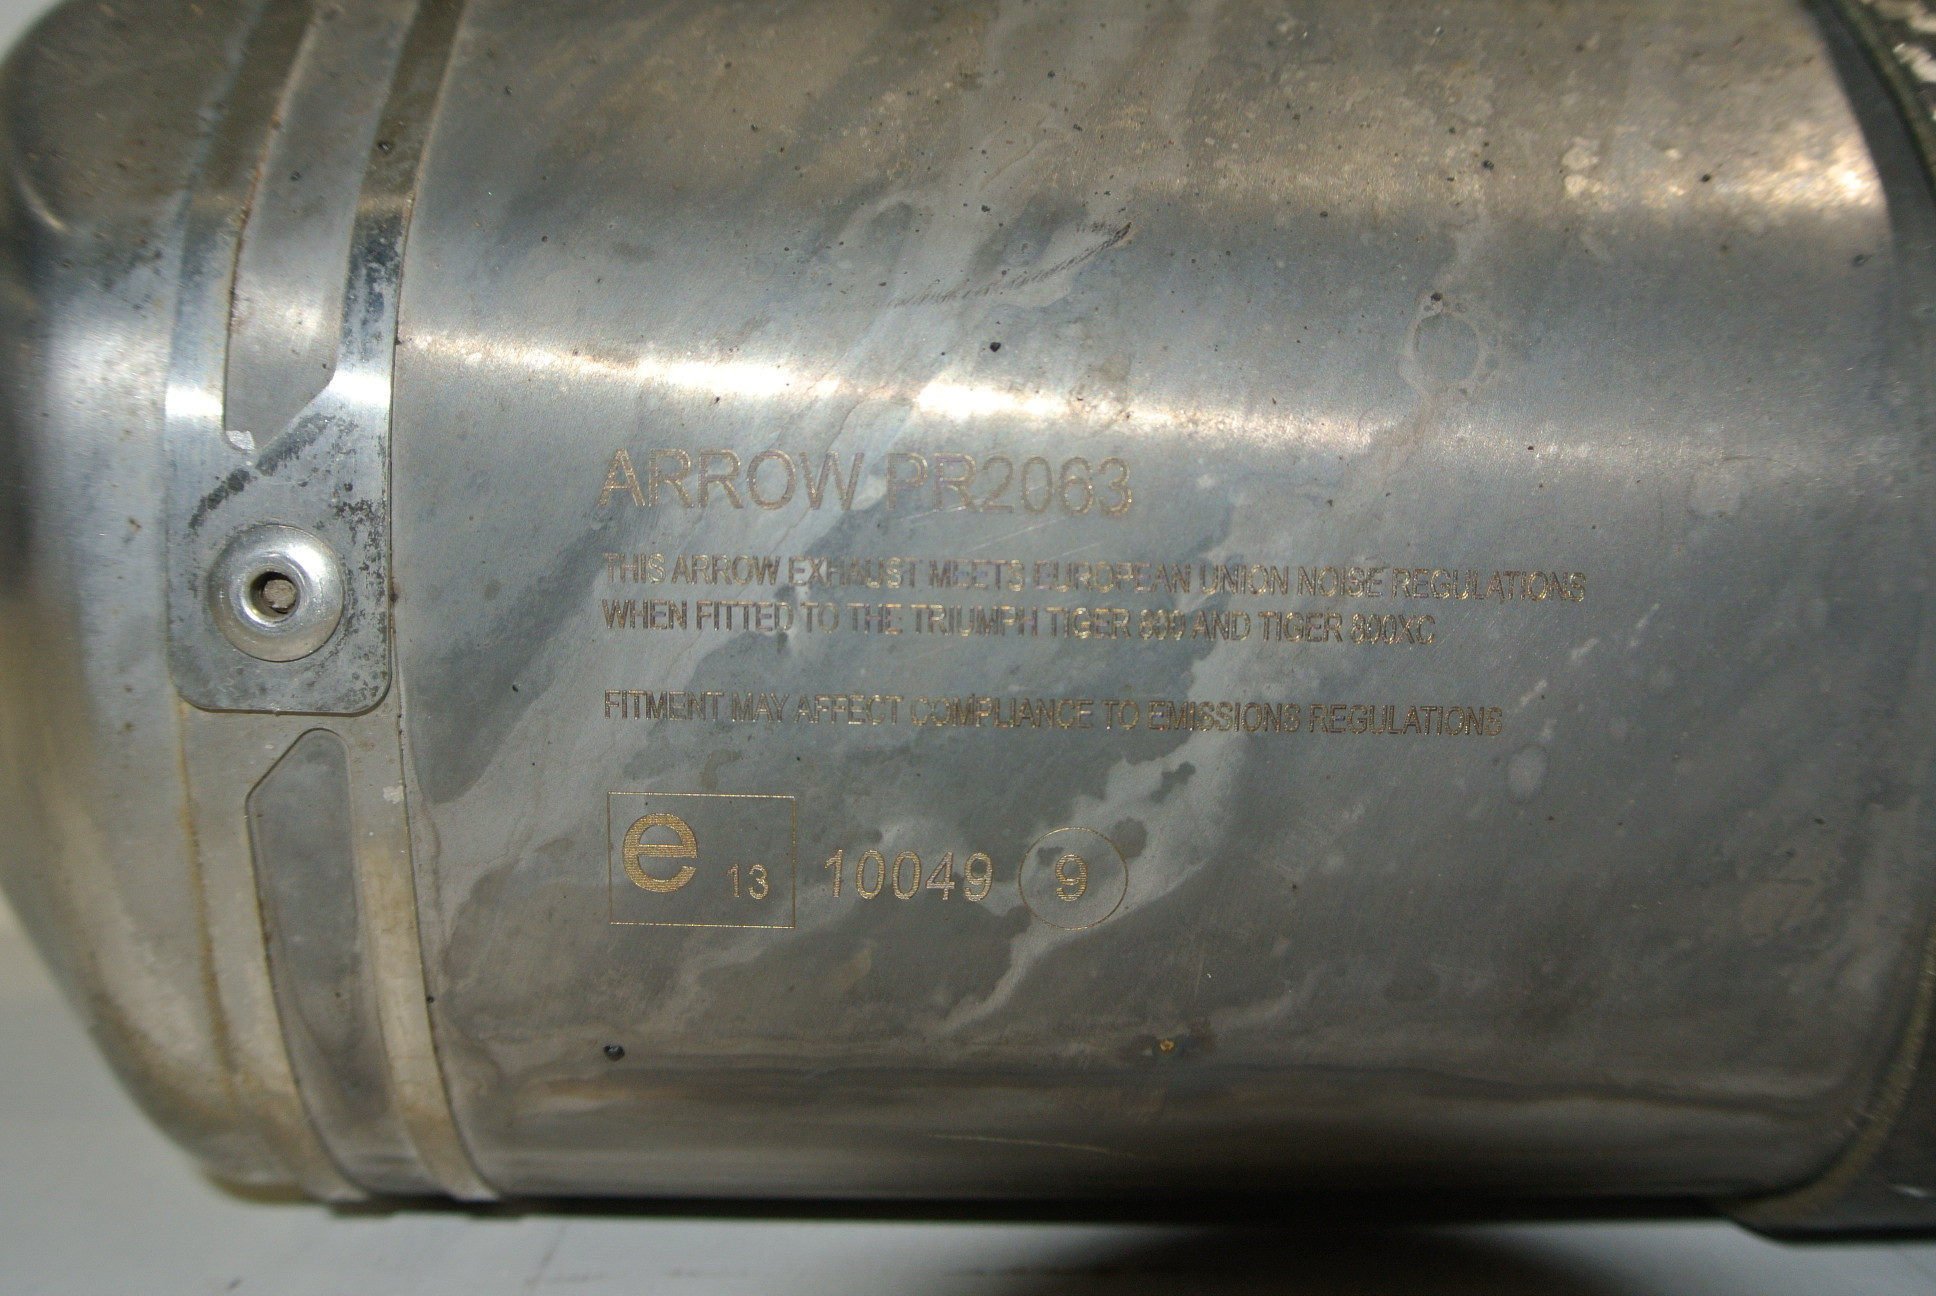 ARROW PR2063
THIS ARROW EXHAUST MEETS EUROPEAN UNION NOISE REGULATIONS
WHEN FITTED TO THE TRIUMPH TIGER 800 AND TIGER 800XC
FITMENT MAY AFFECT COMPLIANCE TO EMISSIONS REGULATIONS
e 13 10049 9